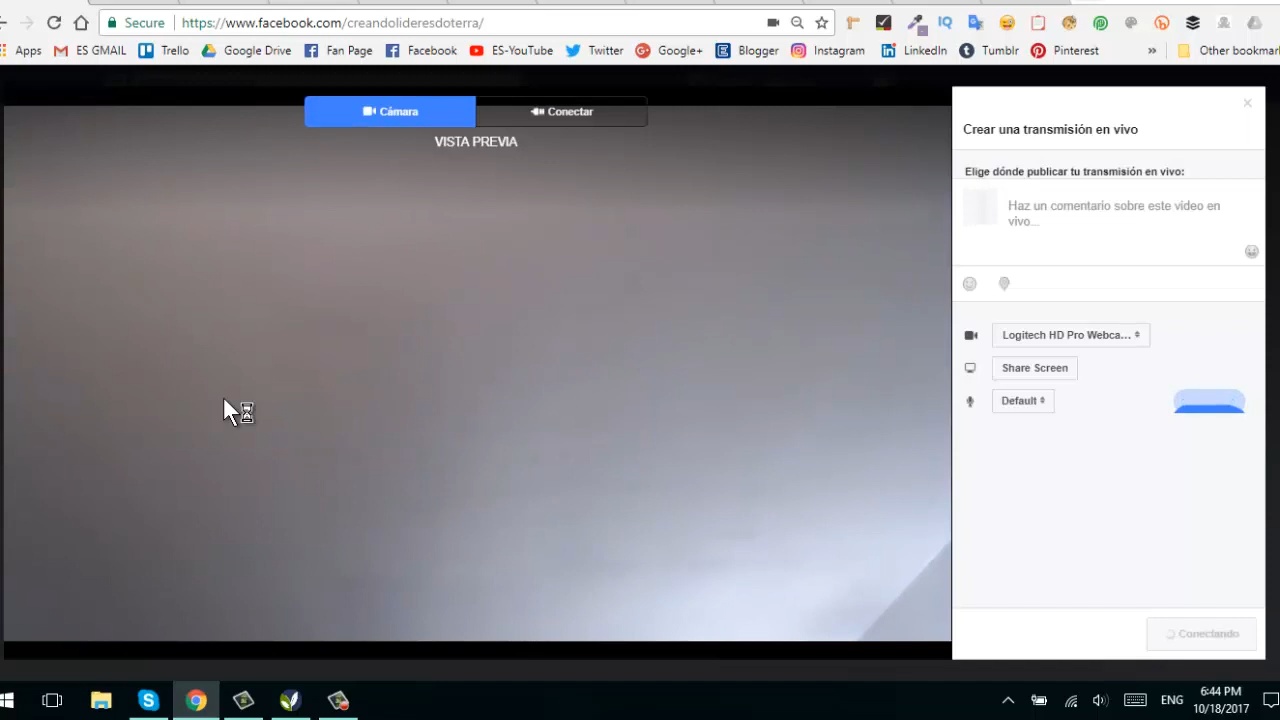 Secure https://www.facebook.com/creandolideresdoterra/
Apps ES GMAIL Trello Google Drive Fan Page Facebook ES-YouTube Twitter Google+ Blogger Instagram LinkedIn Tumblr Pinterest » Other bookmar
Cámara Conectar
VISTA PREVIA
Crear una transmisión en vivo
Elige dónde publicar tu transmisión en vivo:
Haz un comentario sobre este video en
vivo...
Logitech HD Pro Webca...
Share Screen
Default
Conectando
ENG
6:44 PM
10/18/2017